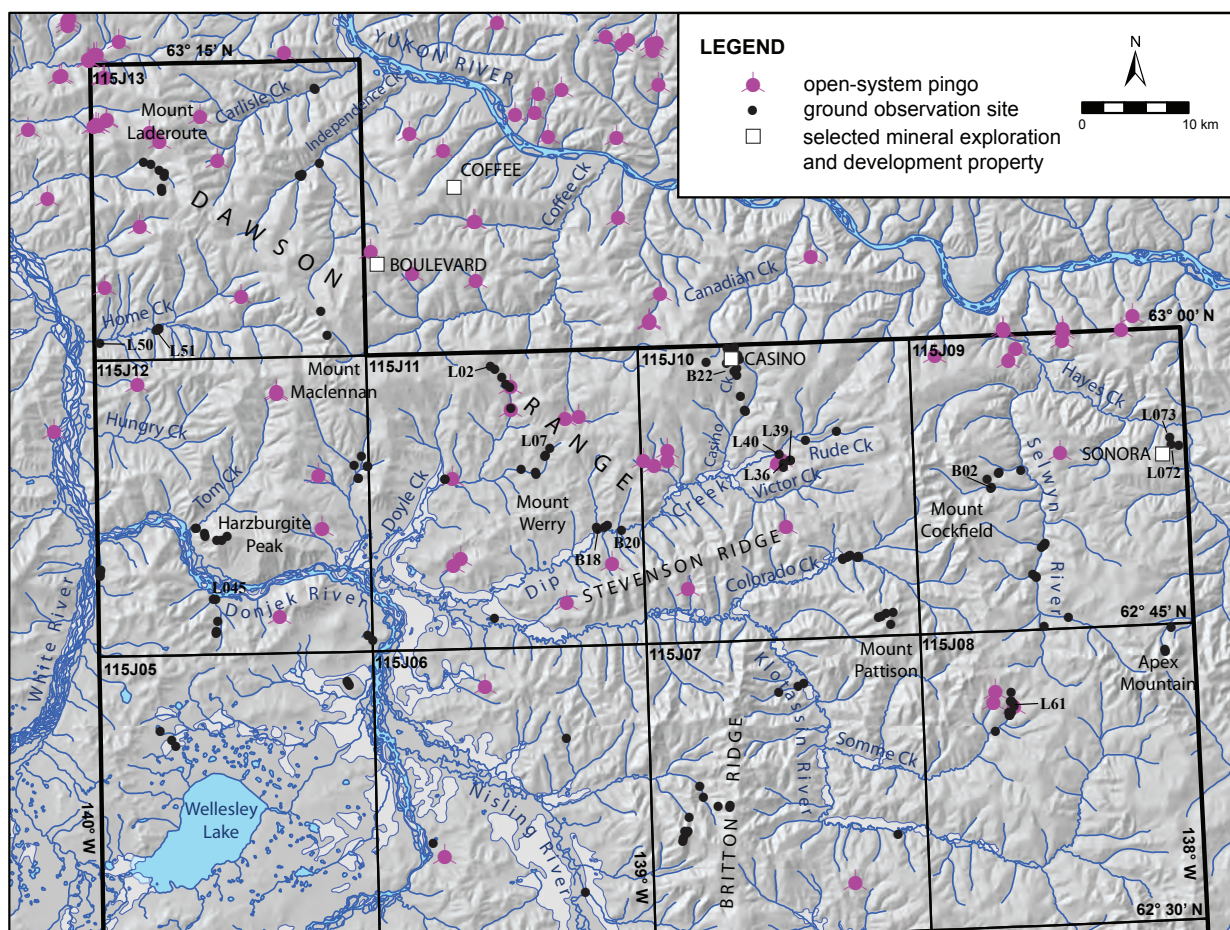 63° 15' N
115J13
Mount
Laderoute
Carlisle Ck
Independence Ck
YUKON RIVER
LEGEND
open-system pingo
ground observation site
selected mineral exploration
and development property
N
0 10 km
COFFEE
Coffee Ck
DAWSON
BOULEVARD
Canadian Ck
Home Ck
L50
L51
63° 00' N
115J12
Mount
Maclennan
115J11
L02
RANGE
115J10
CASINO
B22
Casino Ck
115J09
Hayes Ck
Hungry Ck
L07
L40
L39
L36
Rude Ck
Victor Ck
L073
SONORA
L072
Selwyn River
B02
Mount
Cockfield
Tom Ck
Harzburgite
Peak
Doyle Ck
Mount
Werry
B18
B20
Dip Creek
STEVENSON RIDGE
Colorado Ck
L045
Donjek River
White River
62° 45' N
115J05
115J06
115J07
Klotassin River
Mount
Pattison
115J08
Apex
Mountain
L61
Somme Ck
Wellesley
Lake
Nisling River
BRITTON RIDGE
140° W
139° W
138° W
62° 30' N